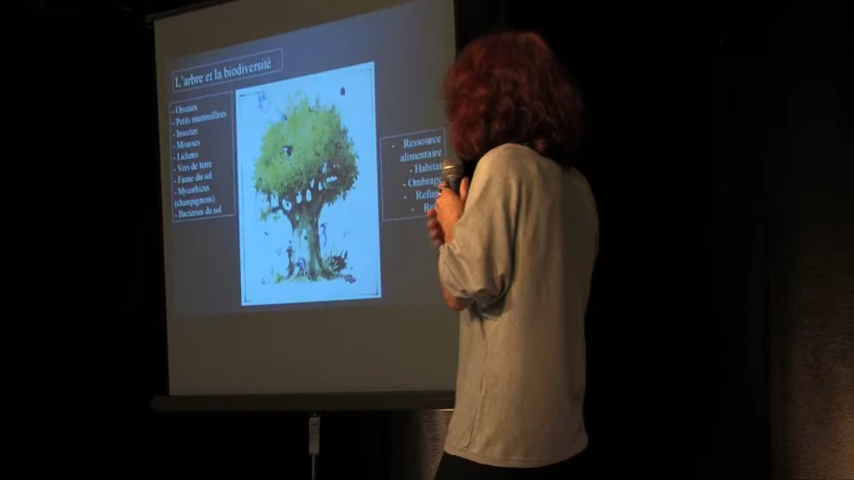 L'arbre et la biodiversité
- Oiseaux
- Petits mammifères
- Insectes
- Mousses
- Lichens
- Vers de terre
- Faune du sol
- Mycorhizes
(champignons)
- Bactéries du sol
- Ressource
alimentaire
- Habitat
- Ombrage
-
-